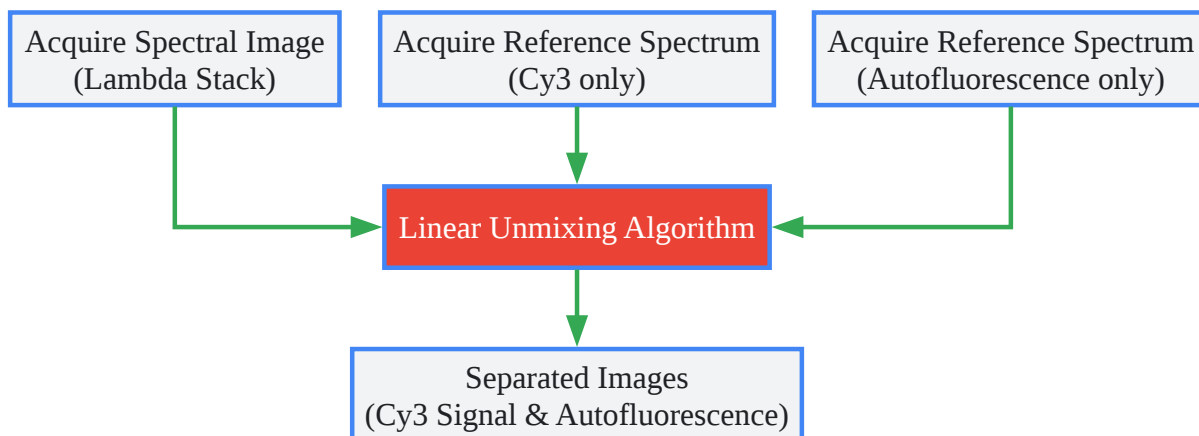 Acquire Spectral Image
(Lambda Stack)
Acquire Reference Spectrum
(Cy3 only)
Acquire Reference Spectrum
(Autofluorescence only)
Linear Unmixing Algorithm
Separated Images
(Cy3 Signal & Autofluorescence)